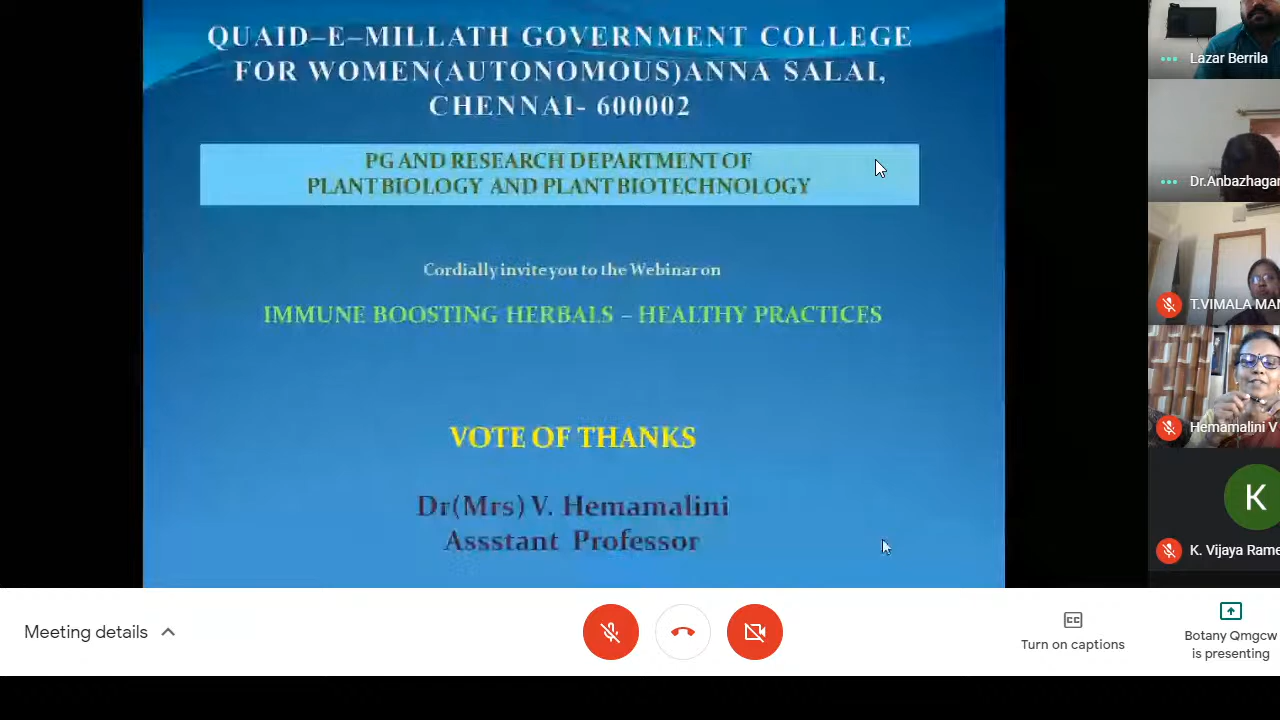 QUAID–E–MILLATH GOVERNMENT COLLEGE
FOR WOMEN(AUTONOMOUS)ANNA SALAI,
CHENNAI- 600002
PG AND RESEARCH DEPARTMENT OF
PLANT BIOLOGY AND PLANT BIOTECHNOLOGY
Cordially invite you to the Webinar on
IMMUNE BOOSTING HERBALS – HEALTHY PRACTICES
VOTE OF THANKS
Dr(Mrs) V. Hemamalini
Assstant Professor
Lazar Berrila
Dr.Anbazhagar
T.VIMALA MAN
Hemamalini V
K
K. Vijaya Rame
Meeting details
CC
Turn on captions
Botany Qmgcw
is presenting